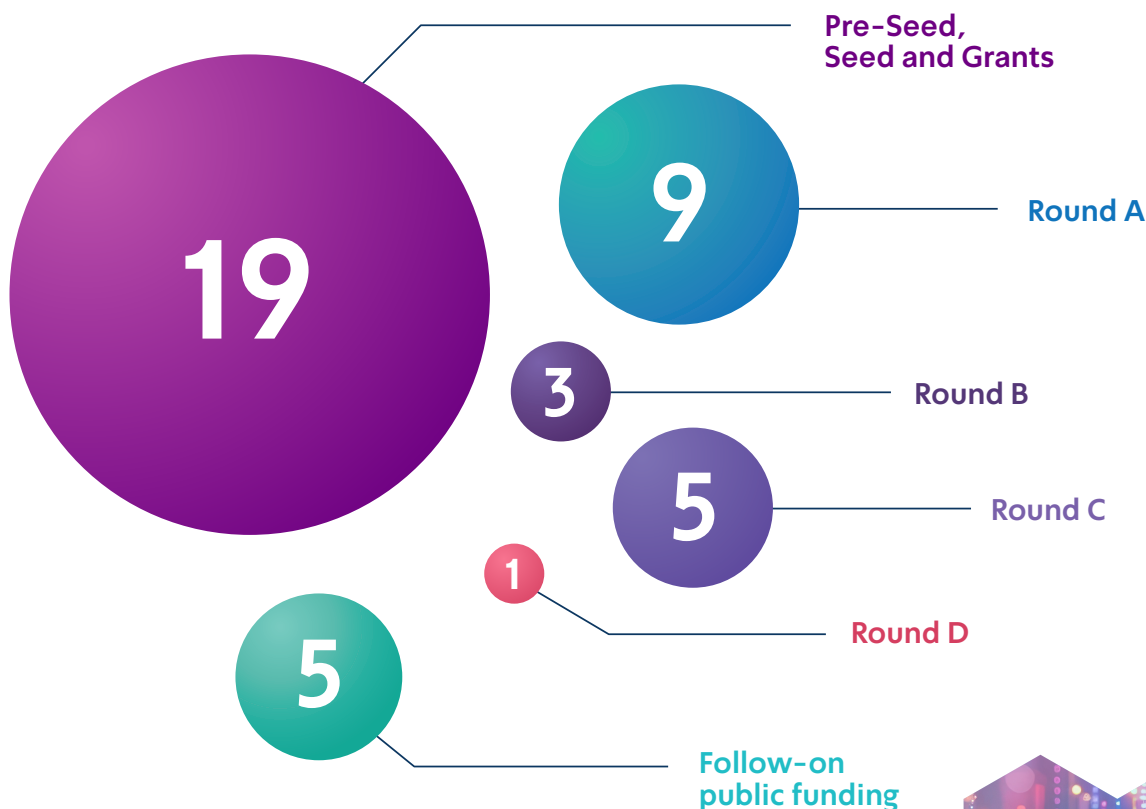 Pre-Seed,
Seed and Grants
19
9
Round A
3
Round B
5
Round C
1
Round D
5
Follow-on
public funding